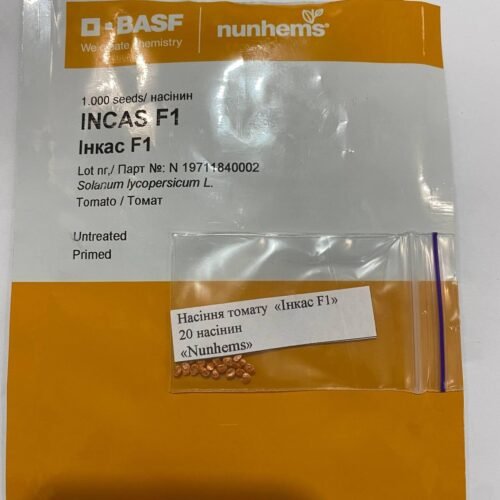 BASF
We create chemistry
nunhems
1.000 seeds/ насінин
INCAS F1
Інкас F1
Lot nr,/ Парт №: N 19711840002
Solanum lycopersicum L.
Tomato / Томат
Untreated
Primed
Насіння томату «Інкас F1»
20 насінин
«Nunhems»